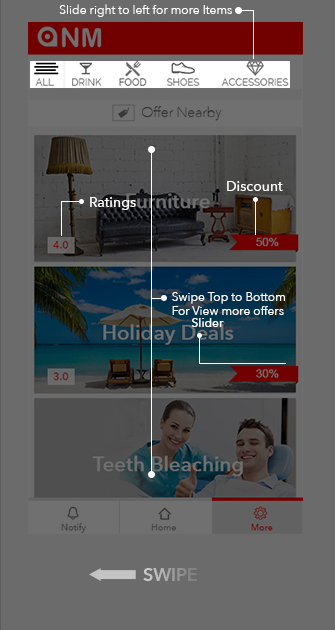 Slide right to left for more Items
NM
ALL DRINK FOOD SHOES ACCESSORIES
Offer Nearby
Discount
Ratings
Furniture
4.0
50%
Swipe Top to Bottom
For View more offers
Slider
Holiday Deals
3.0
30%
Teeth Bleaching
Notify Home More
SWIPE